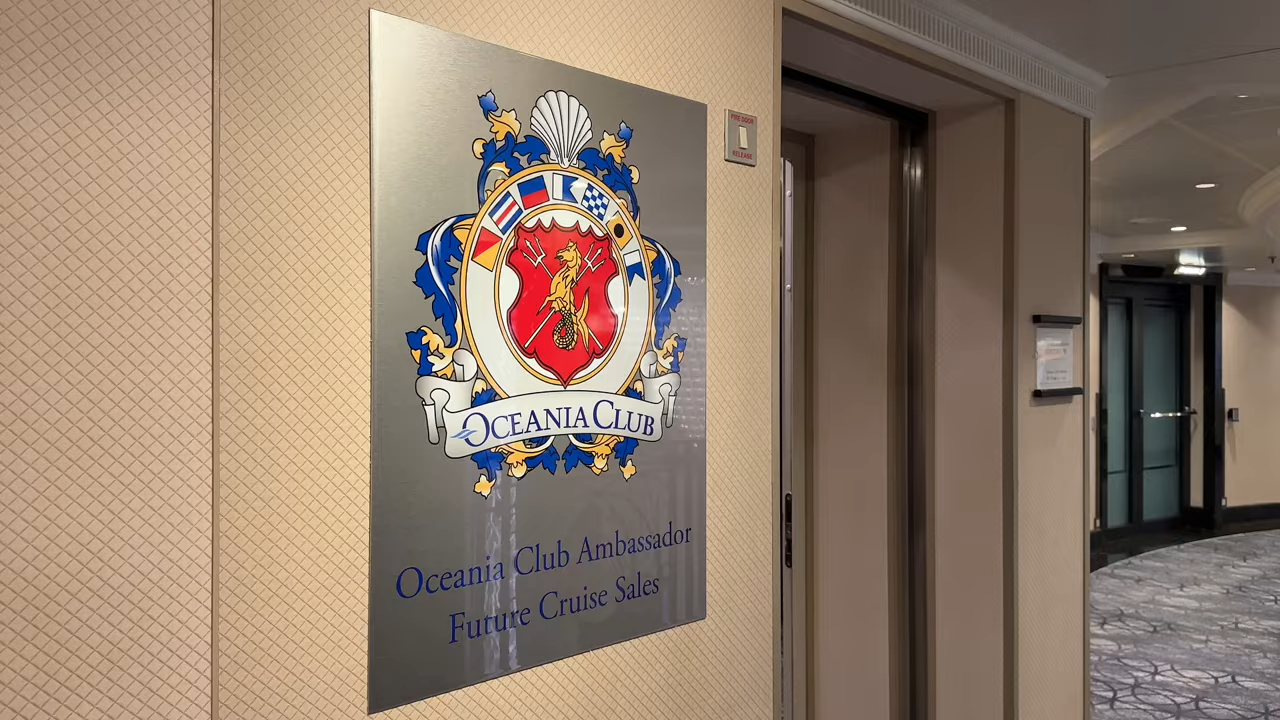 OCEANIA CLUB
Oceania Club Ambassador
Future Cruise Sales
FIRE DOOR
RELEASE